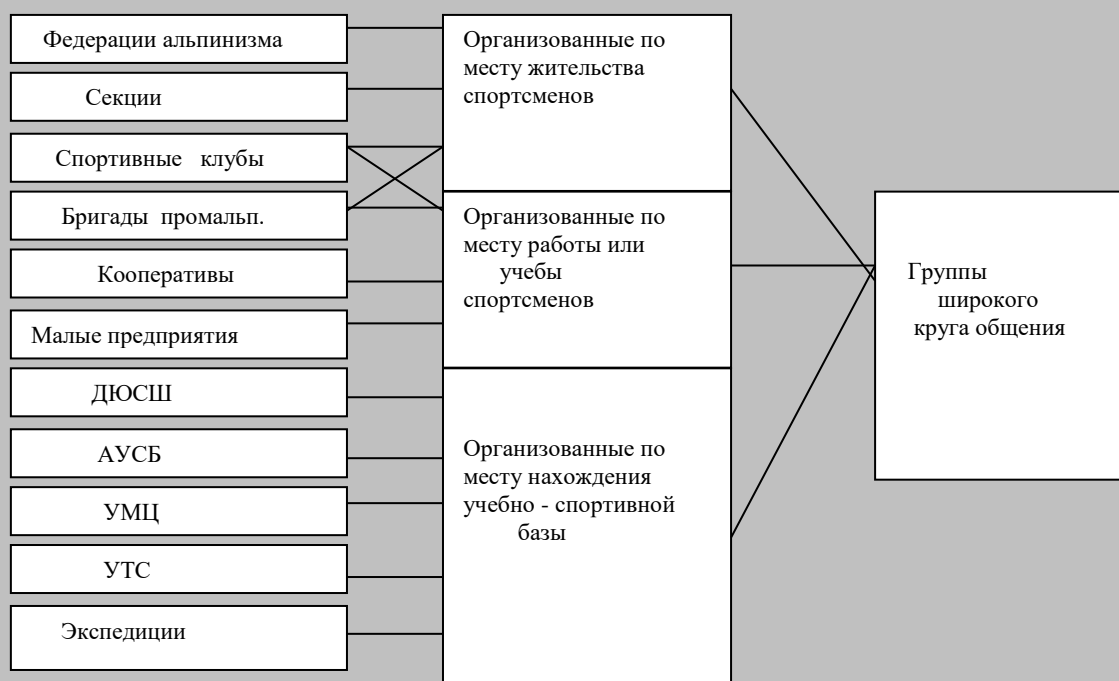 Федерации альпинизма
Секции
Спортивные клубы
Бригады промальп.
Кооперативы
Малые предприятия
ДЮСШ
АУСБ
УМЦ
УТС
Экспедиции
Организованные по
месту жительства
спортсменов
Организованные по
месту работы или
учебы
спортсменов
Организованные по
месту нахождения
учебно - спортивной
базы
Группы
широкого
круга общения